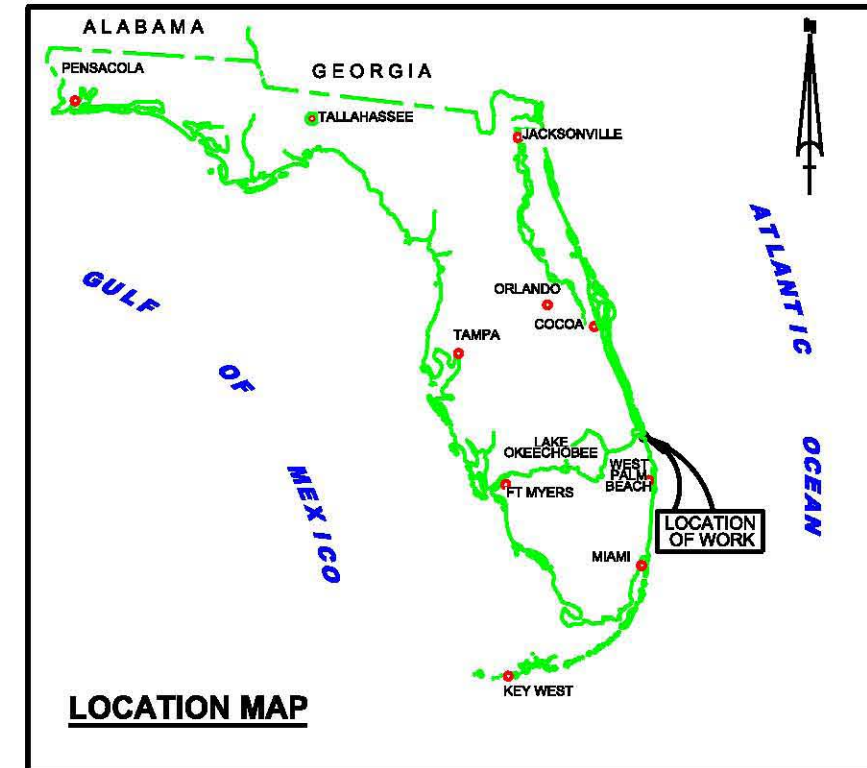 ALABAMA
PENSACOLA
GEORGIA
TALLAHASSEE
JACKSONVILLE
N
ATLANTIC
OCEAN
GULF
OF
MEXICO
ORLANDO
COCOA
TAMPA
LAKE
OKEECHOBEE
WEST
PALM
BEACH
FT MYERS
LOCATION
OF WORK
MIAMI
KEY WEST
LOCATION MAP